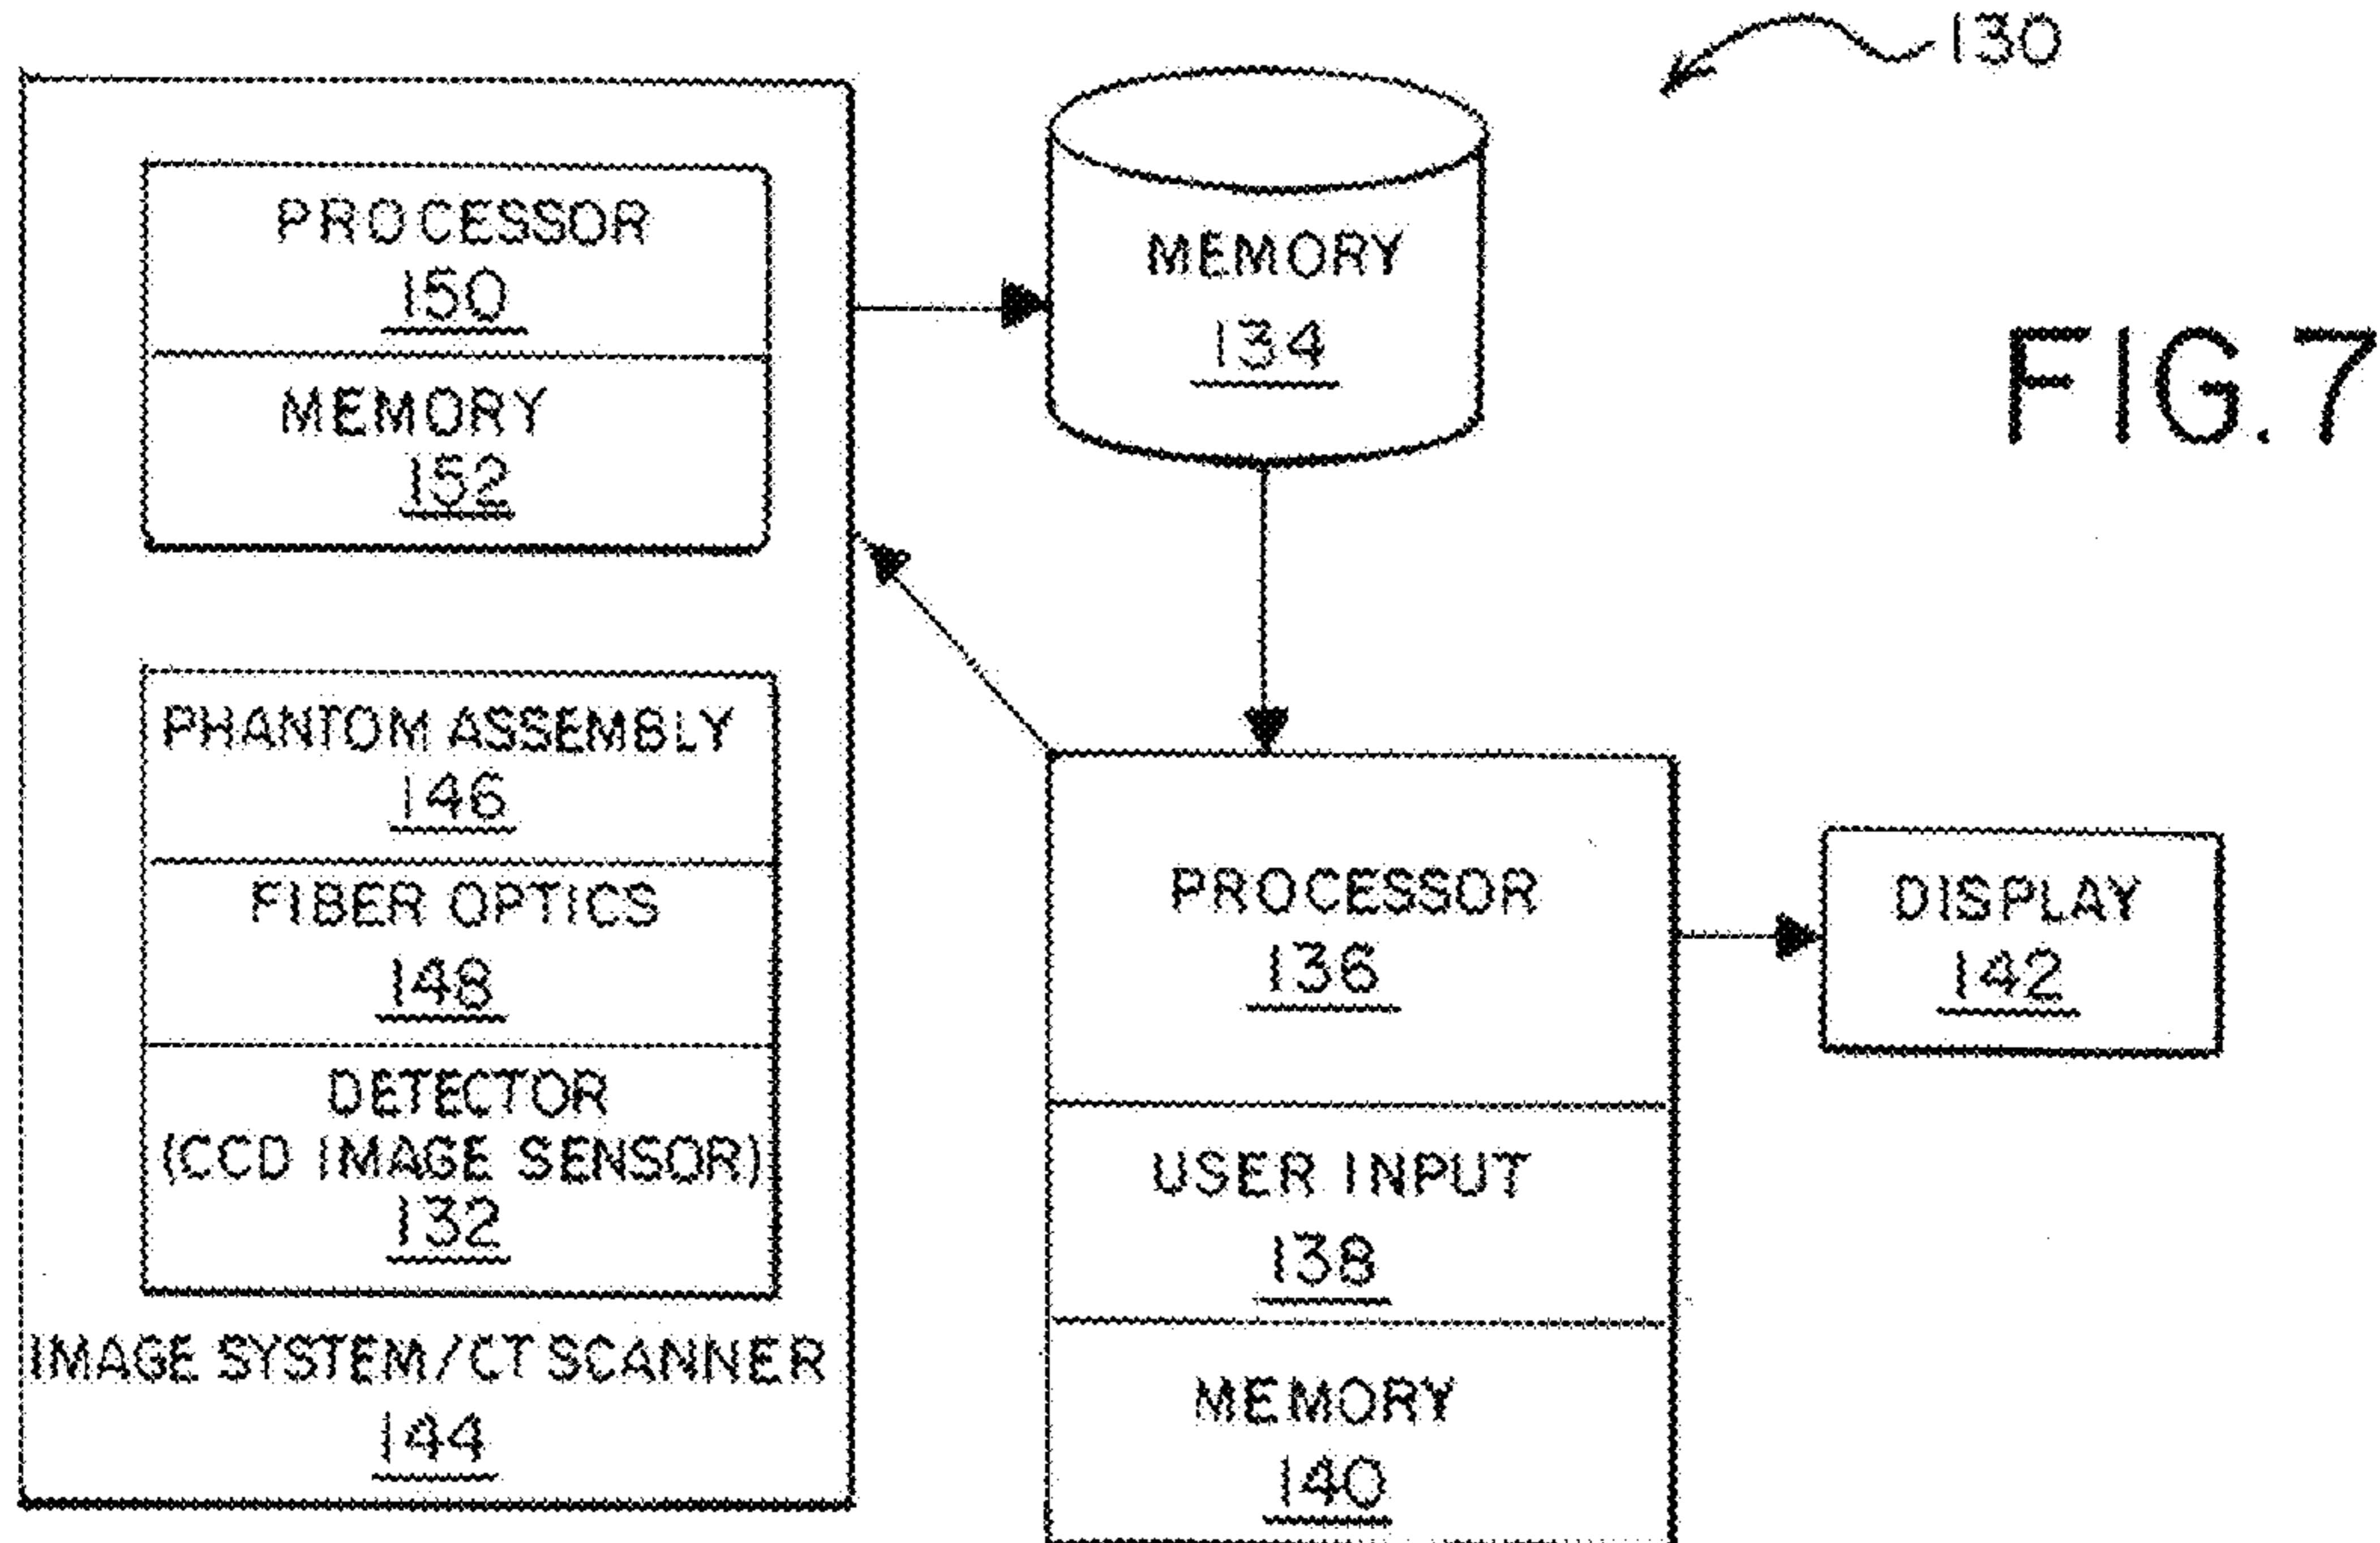 130
FIG.7
PROCESSOR
150
MEMORY
152
PHANTOM ASSEMBLY
146
FIBER OPTICS
148
DETECTOR
(CCD IMAGE SENSOR)
132
IMAGE SYSTEM/CT SCANNER
144
MEMORY
134
PROCESSOR
136
USER INPUT
138
MEMORY
140
DISPLAY
142